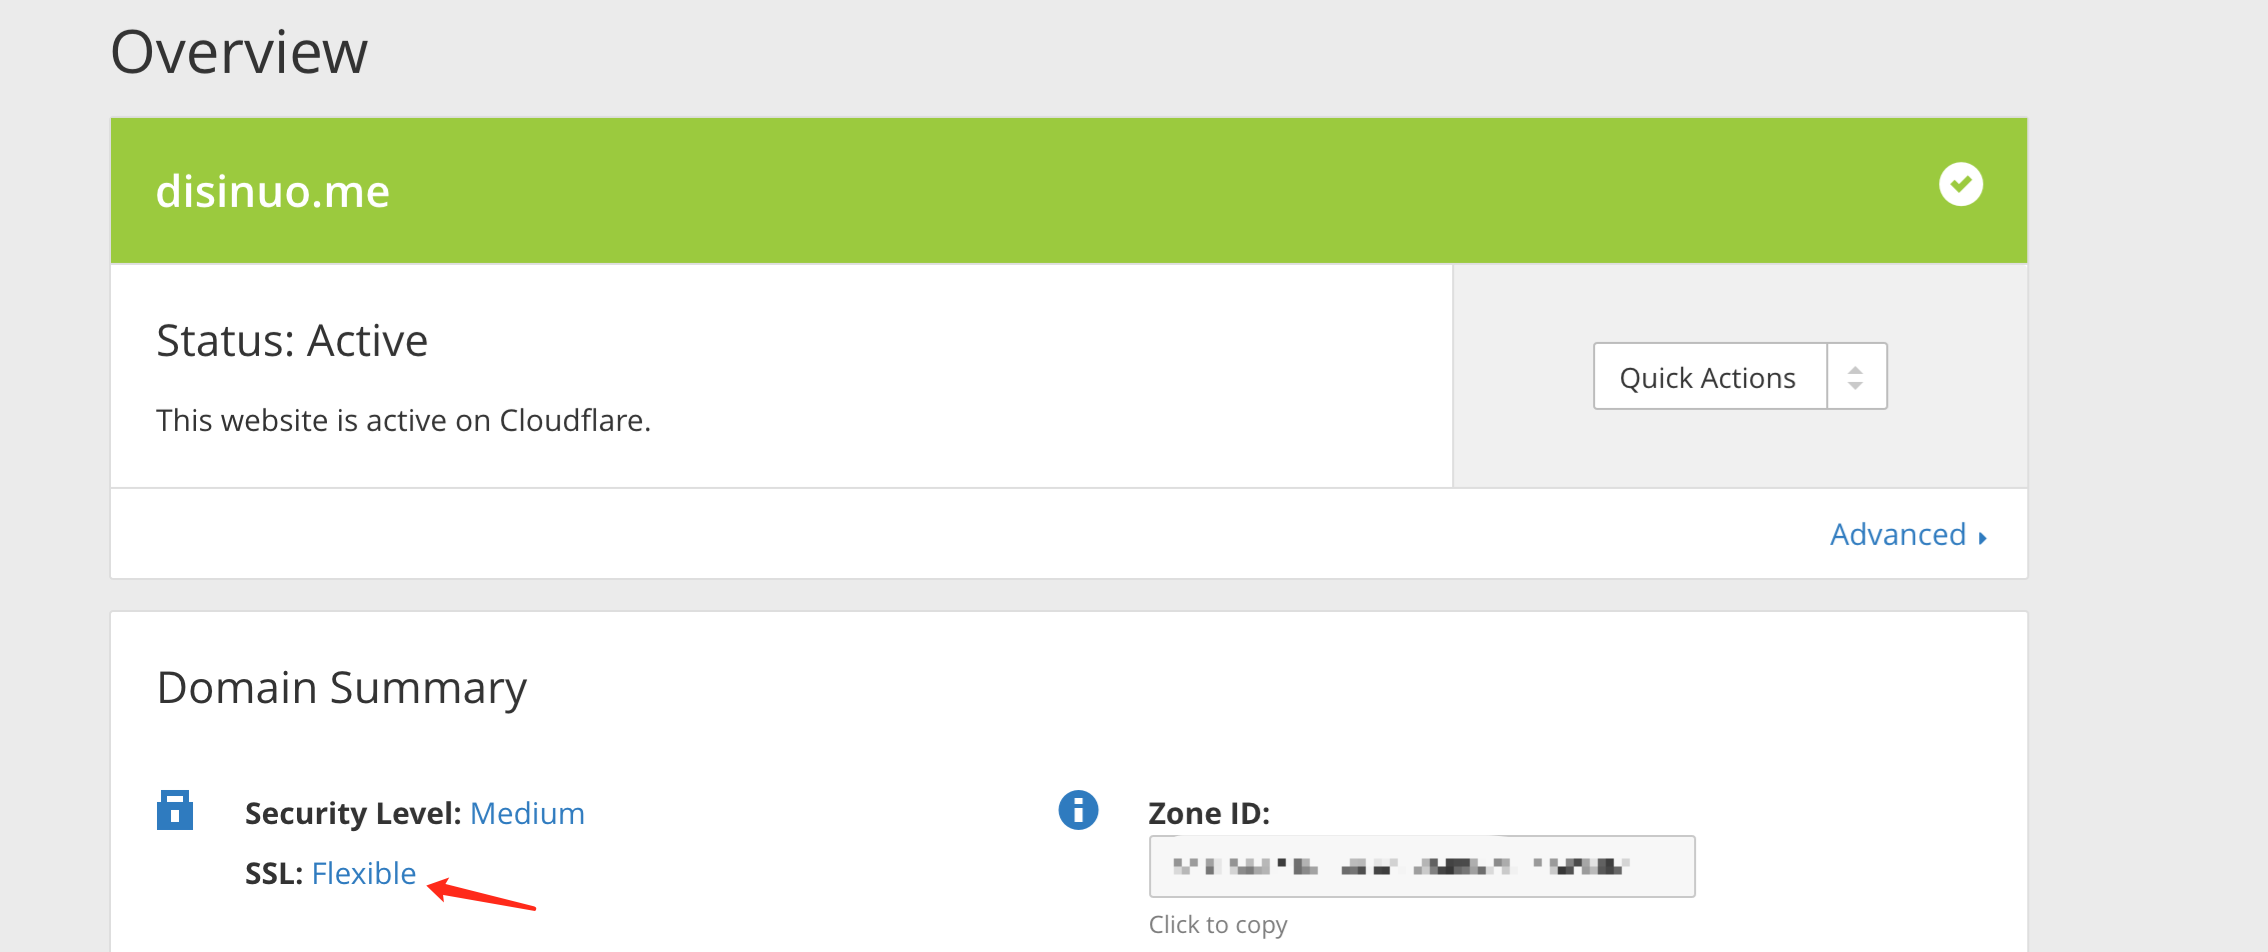 Overview
disinuo.me
Status: Active
This website is active on Cloudflare.
Quick Actions
Advanced
Domain Summary
Security Level: Medium
SSL: Flexible
Zone ID:
Click to copy